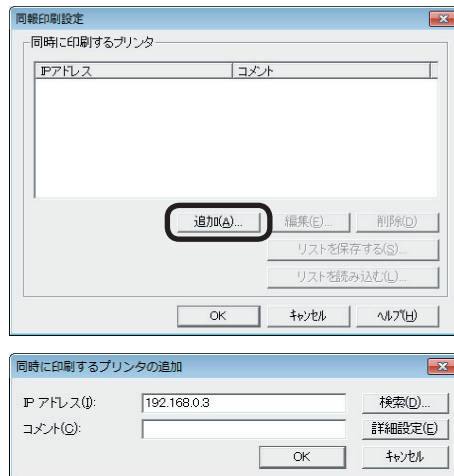 同報印刷設定
同時に印刷するプリンタ
IPアドレス コメント
追加(A)... 編集(E)... 削除(D)
リストを保存する(S)...
リストを読み込む(L)...
OK キャンセル ヘルプ(H)
同時に印刷するプリンタの追加
IP アドレス(I): 192.168.0.3 検索(D)...
コメント(C): 詳細設定(E)
OK キャンセル